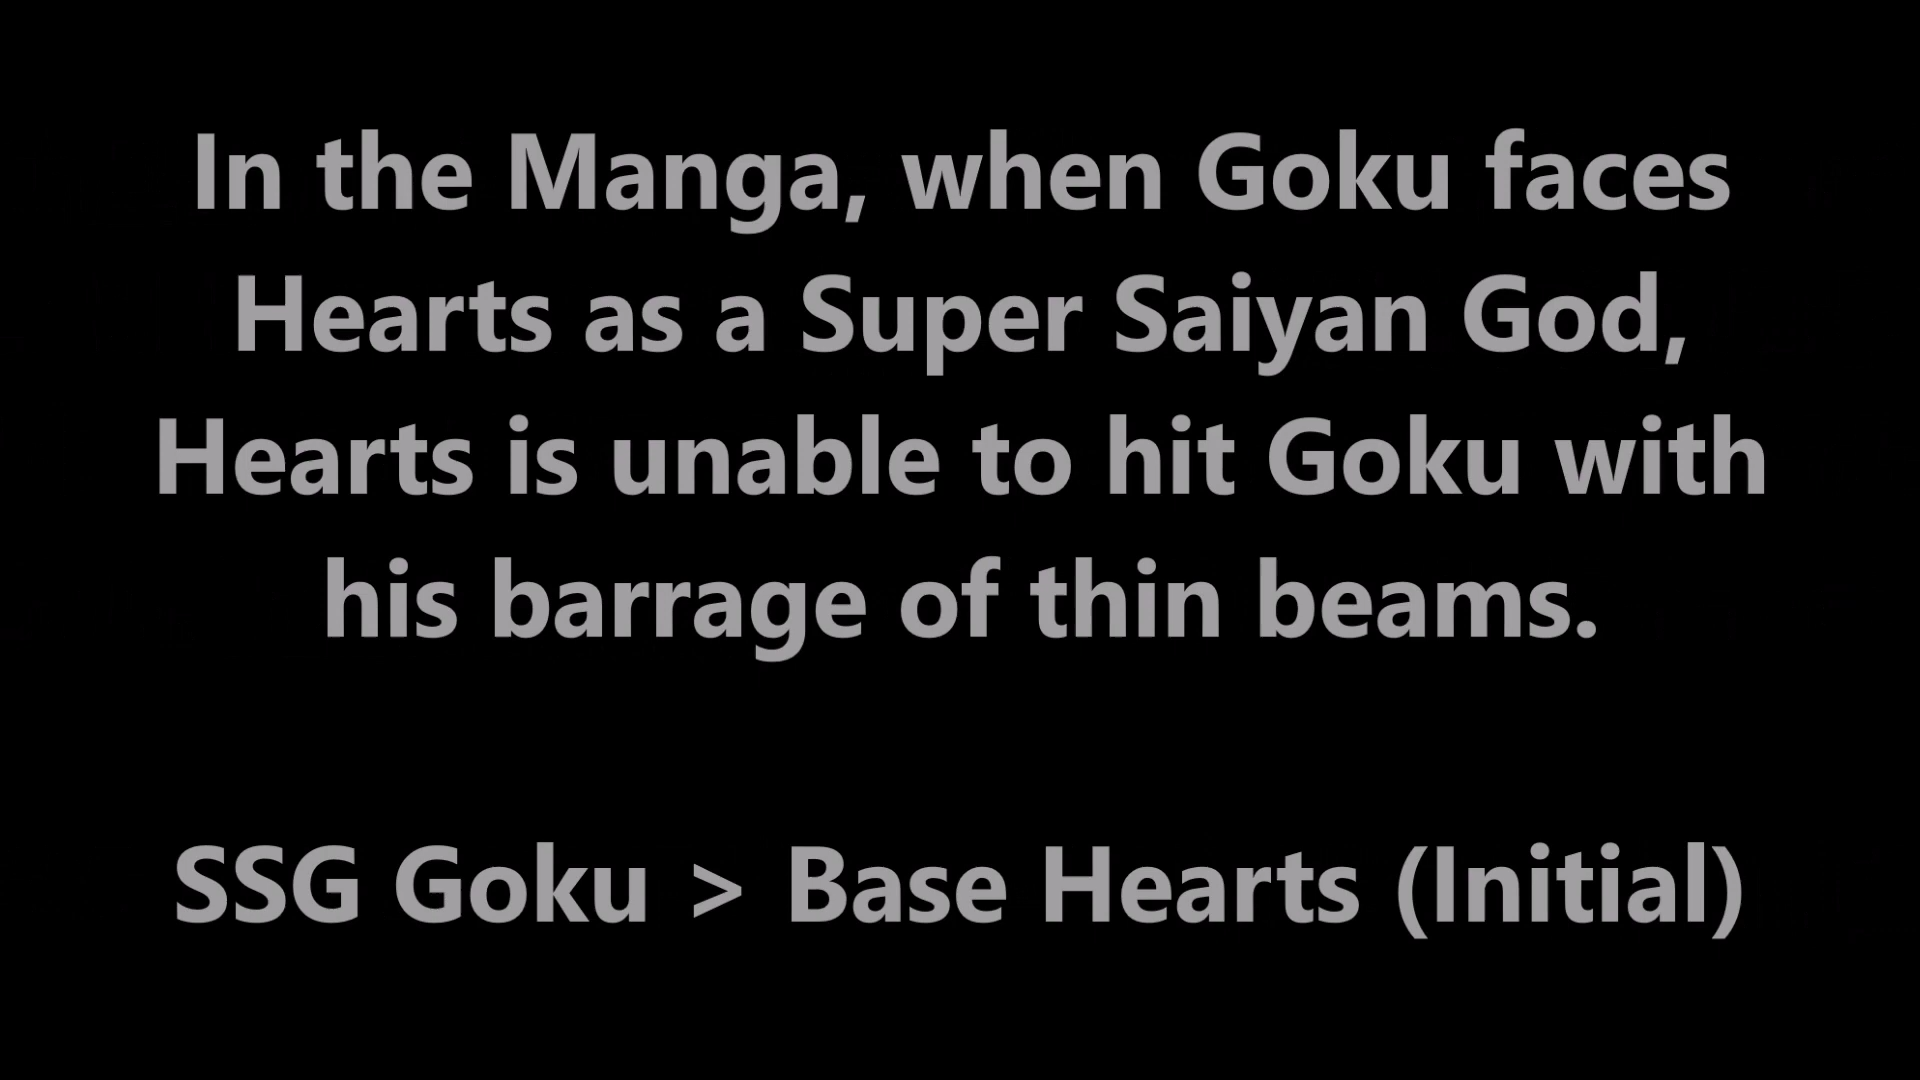 In the Manga, when Goku faces
Hearts as a Super Saiyan God,
Hearts is unable to hit Goku with
his barrage of thin beams.
SSG Goku > Base Hearts (Initial)